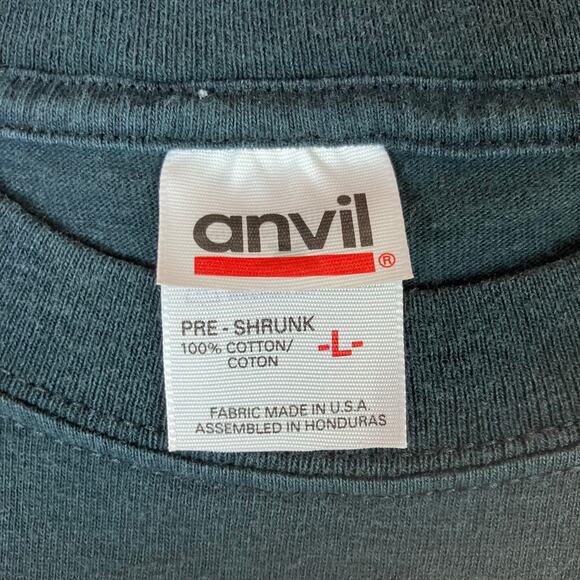 anvil®
PRE - SHRUNK
100% COTTON/
COTON
-L-
FABRIC MADE IN U.S.A.
ASSEMBLED IN HONDURAS